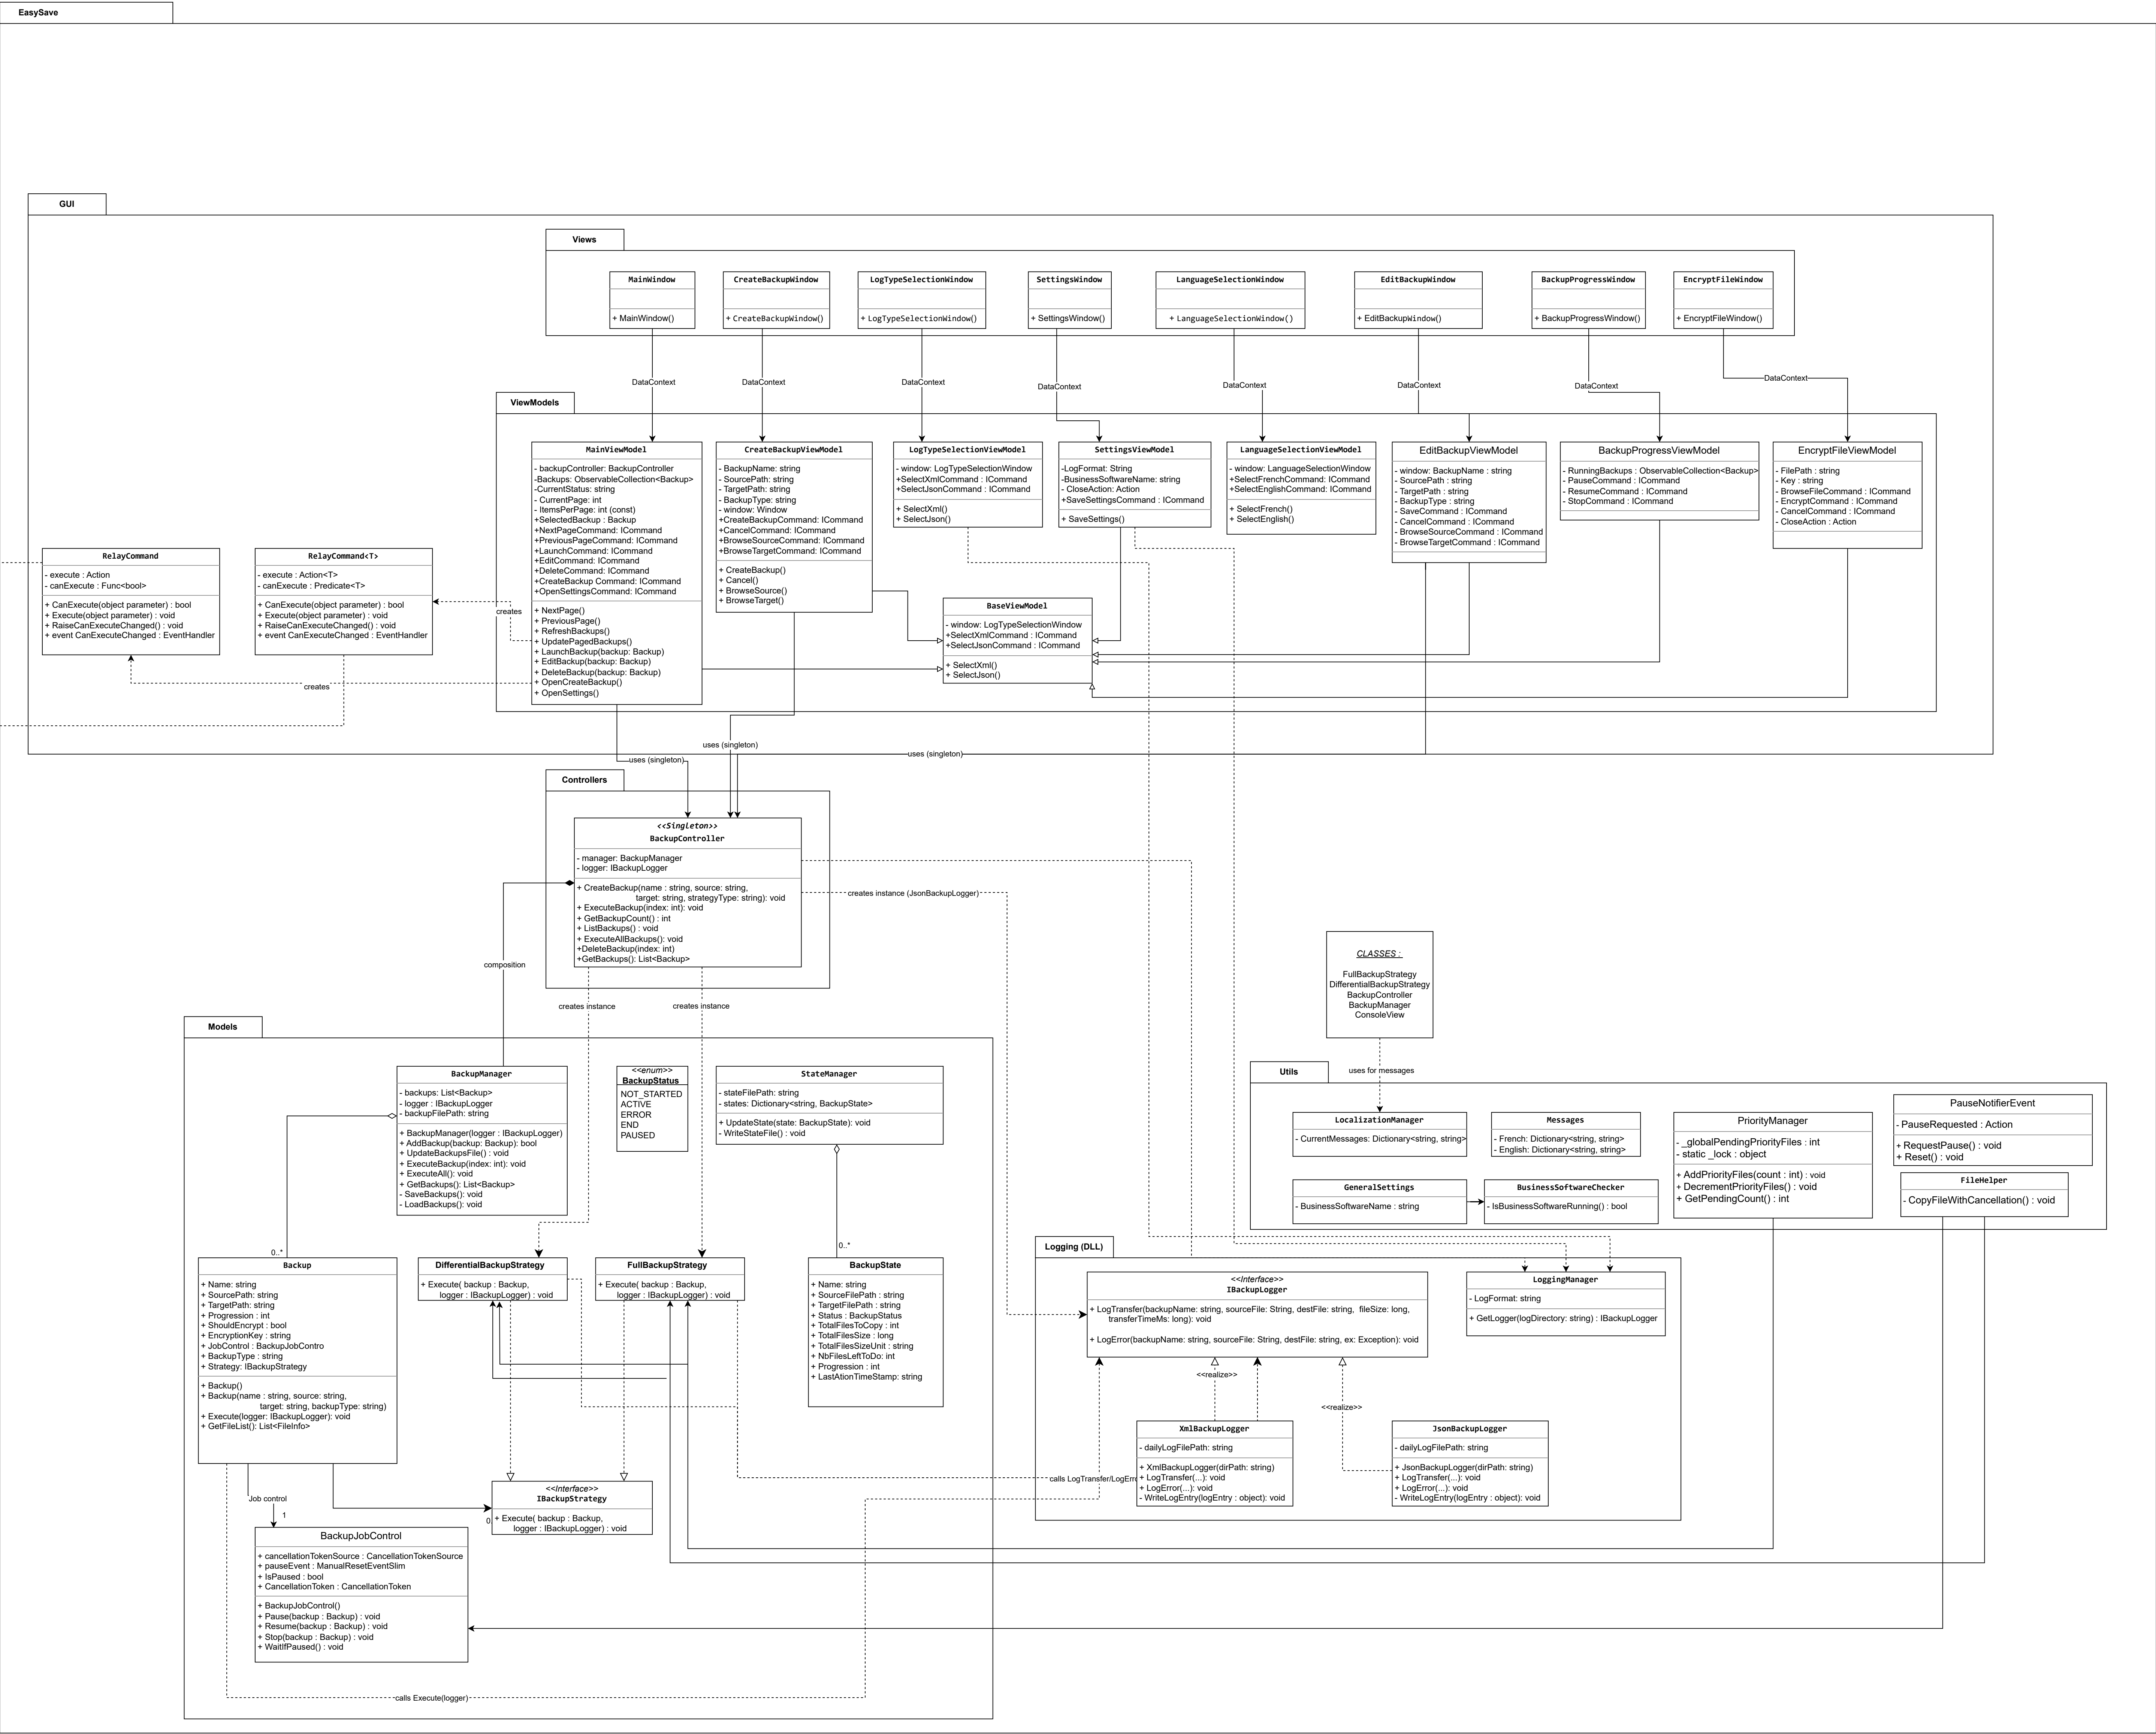 EasySave
GUI
Views
MainWindow
+ MainWindow()
CreateBackupWindow
+ CreateBackupWindow()
LogTypeSelectionWindow
+ LogTypeSelectionWindow()
SettingsWindow
+ SettingsWindow()
LanguageSelectionWindow
+ LanguageSelectionWindow()
EditBackupWindow
+ EditBackupWindow()
BackupProgressWindow
+ BackupProgressWindow()
EncryptFileWindow
+ EncryptFileWindow()
DataContext
DataContext
DataContext
DataContext
DataContext
DataContext
DataContext
DataContext
ViewModels
MainViewModel
- backupController: BackupController
-Backups: ObservableCollection<Backup>
-CurrentStatus: string
- CurrentPage: int
- ItemsPerPage: int (const)
+SelectedBackup : Backup
+NextPageCommand: ICommand
+PreviousPageCommand: ICommand
+LaunchCommand: ICommand
+EditCommand: ICommand
+DeleteCommand: ICommand
+CreateBackup Command: ICommand
+OpenSettingsCommand: ICommand
+ NextPage()
+ PreviousPage()
+ RefreshBackups()
+ UpdatePagedBackups()
+ LaunchBackup(backup: Backup)
+ EditBackup(backup: Backup)
+ DeleteBackup(backup: Backup)
+ OpenCreateBackup()
+ OpenSettings()
CreateBackupViewModel
- BackupName: string
- SourcePath: string
- TargetPath: string
- BackupType: string
- window: Window
+CreateBackupCommand: ICommand
+CancelCommand: ICommand
+BrowseSourceCommand: ICommand
+BrowseTargetCommand: ICommand
+ CreateBackup()
+ Cancel()
+ BrowseSource()
+ BrowseTarget()
LogTypeSelectionViewModel
- window: LogTypeSelectionWindow
+SelectXmlCommand : ICommand
+SelectJsonCommand : ICommand
+ SelectXml()
+ SelectJson()
SettingsViewModel
-LogFormat: String
-BusinessSoftwareName: string
- CloseAction: Action
+SaveSettingsCommand: ICommand
+ SaveSettings()
LanguageSelectionViewModel
- window: LanguageSelectionWindow
+SelectFrenchCommand: ICommand
+SelectEnglishCommand: ICommand
+ SelectFrench()
+ SelectEnglish()
EditBackupViewModel
- window: BackupName : string
- SourcePath : string
- TargetPath : string
- BackupType : string
- SaveCommand : ICommand
- CancelCommand : ICommand
- BrowseSourceCommand : ICommand
- BrowseTargetCommand : ICommand
BackupProgressViewModel
- RunningBackups : ObservableCollection<Backup>
- PauseCommand : ICommand
- ResumeCommand : ICommand
- StopCommand : ICommand
EncryptFileViewModel
- FilePath : string
- Key : string
- BrowseFileCommand : ICommand
- EncryptCommand : ICommand
- CancelCommand : ICommand
- CloseAction : Action
BaseViewModel
- window: LogTypeSelectionWindow
+SelectXmlCommand : ICommand
+SelectJsonCommand : ICommand
+ SelectXml()
+ SelectJson()
RelayCommand
- execute : Action
- canExecute : Func<bool>
+ CanExecute(object parameter) : bool
+ Execute(object parameter) : void
+ RaiseCanExecuteChanged() : void
+ event CanExecuteChanged : EventHandler
RelayCommand<T>
- execute : Action<T>
- canExecute : Predicate<T>
+ CanExecute(object parameter) : bool
+ Execute(object parameter) : void
+ RaiseCanExecuteChanged() : void
+ event CanExecuteChanged : EventHandler
creates
creates
uses (singleton)
uses (singleton)
uses (singleton)
Controllers
<<Singleton>>
BackupController
- manager: BackupManager
- logger: IBackupLogger
+ CreateBackup(name : string, source: string,
target: string, strategyType: string): void
+ ExecuteBackup(index: int): void
+ GetBackupCount() : int
+ ListBackups() : void
+ ExecuteAllBackups(): void
+DeleteBackup(index: int)
+GetBackups(): List<Backup>
creates instance (JsonBackupLogger)
composition
creates instance
creates instance
CLASSES :
FullBackupStrategy
DifferentialBackupStrategy
BackupController
BackupManager
ConsoleView
uses for messages
Models
BackupManager
- backups: List<Backup>
- logger : IBackupLogger
- backupFilePath: string
+ BackupManager(logger : IBackupLogger)
+ AddBackup(backup: Backup): bool
+ UpdateBackupsFile() : void
+ ExecuteBackup(index: int): void
+ ExecuteAll(): void
+ GetBackups(): List<Backup>
- SaveBackups(): void
- LoadBackups(): void
<<enum>>
BackupStatus
NOT_STARTED
ACTIVE
ERROR
END
PAUSED
StateManager
- stateFilePath: string
- states: Dictionary<string, BackupState>
+ UpdateState(state: BackupState): void
- WriteStateFile() : void
0..*
0..*
Backup
+ Name: string
+ SourcePath: string
+ TargetPath: string
+ Progression : int
+ ShouldEncrypt : bool
+ EncryptionKey : string
+ JobControl : BackupJobContro
+ BackupType : string
+ Strategy: IBackupStrategy
+ Backup()
+ Backup(name : string, source: string,
target: string, backupType: string)
+ Execute(logger: IBackupLogger): void
+ GetFileList(): List<FileInfo>
DifferentialBackupStrategy
+ Execute( backup : Backup,
logger : IBackupLogger) : void
FullBackupStrategy
+ Execute( backup : Backup,
logger : IBackupLogger) : void
BackupState
+ Name: string
+ SourceFilePath : string
+ TargetFilePath : string
+ Status : BackupStatus
+ TotalFilesToCopy : int
+ TotalFilesSize : long
+ TotalFilesSizeUnit : string
+ NbFilesLeftToDo: int
+ Progression : int
+ LastAtionTimeStamp: string
Job control
1
0
<<Interface>>
IBackupStrategy
+ Execute( backup : Backup,
logger : IBackupLogger) : void
BackupJobControl
+ cancellationTokenSource : CancellationTokenSource
+ pauseEvent : ManualResetEventSlim
+ IsPaused : bool
+ CancellationToken : CancellationToken
+ BackupJobControl()
+ Pause(backup : Backup) : void
+ Resume(backup : Backup) : void
+ Stop(backup : Backup) : void
+ WaitIfPaused() : void
calls Execute(logger)
Utils
LocalizationManager
- CurrentMessages: Dictionary<string, string>
Messages
- French: Dictionary<string, string>
- English: Dictionary<string, string>
PriorityManager
- _globalPendingPriorityFiles : int
- static _lock : object
+ AddPriorityFiles(count : int) : void
+ DecrementPriorityFiles() : void
+ GetPendingCount() : int
PauseNotifierEvent
- PauseRequested : Action
+ RequestPause() : void
+ Reset() : void
GeneralSettings
- BusinessSoftwareName : string
BusinessSoftwareChecker
- IsBusinessSoftwareRunning() : bool
FileHelper
- CopyFileWithCancellation() : void
Logging (DLL)
<<Interface>>
IBackupLogger
+ LogTransfer(backupName: string, sourceFile: String, destFile: string, fileSize: long,
transferTimeMs: long): void
+ LogError(backupName: string, sourceFile: String, destFile: string, ex: Exception): void
LoggingManager
- LogFormat: string
+ GetLogger(logDirectory: string) : IBackupLogger
<<realize>>
<<realize>>
calls LogTransfer/LogErr
XmlBackupLogger
- dailyLogFilePath: string
+ XmlBackupLogger(dirPath: string)
+ LogTransfer(...): void
+ LogError(...): void
- WriteLogEntry(logEntry : object): void
JsonBackupLogger
- dailyLogFilePath: string
+ JsonBackupLogger(dirPath: string)
+ LogTransfer(...): void
+ LogError(...): void
- WriteLogEntry(logEntry : object): void